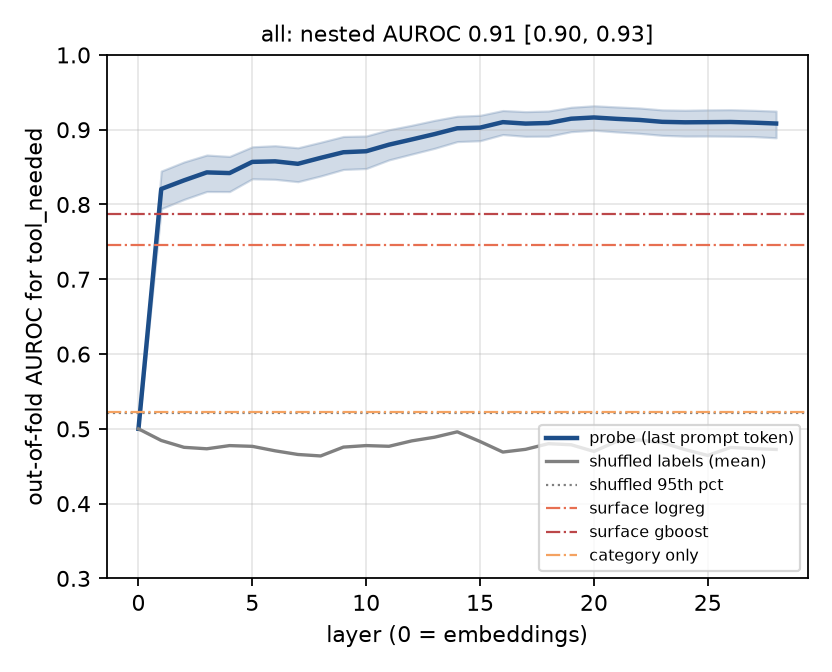 all: nested AUROC 0.91 [0.90, 0.93]
out-of-fold AUROC for tool_needed
1.0
0.9
0.8
0.7
0.6
0.5
0.4
0.3
probe (last prompt token)
shuffled labels (mean)
shuffled 95th pct
surface logreg
surface gboost
category only
0 5 10 15 20 25
layer (0 = embeddings)